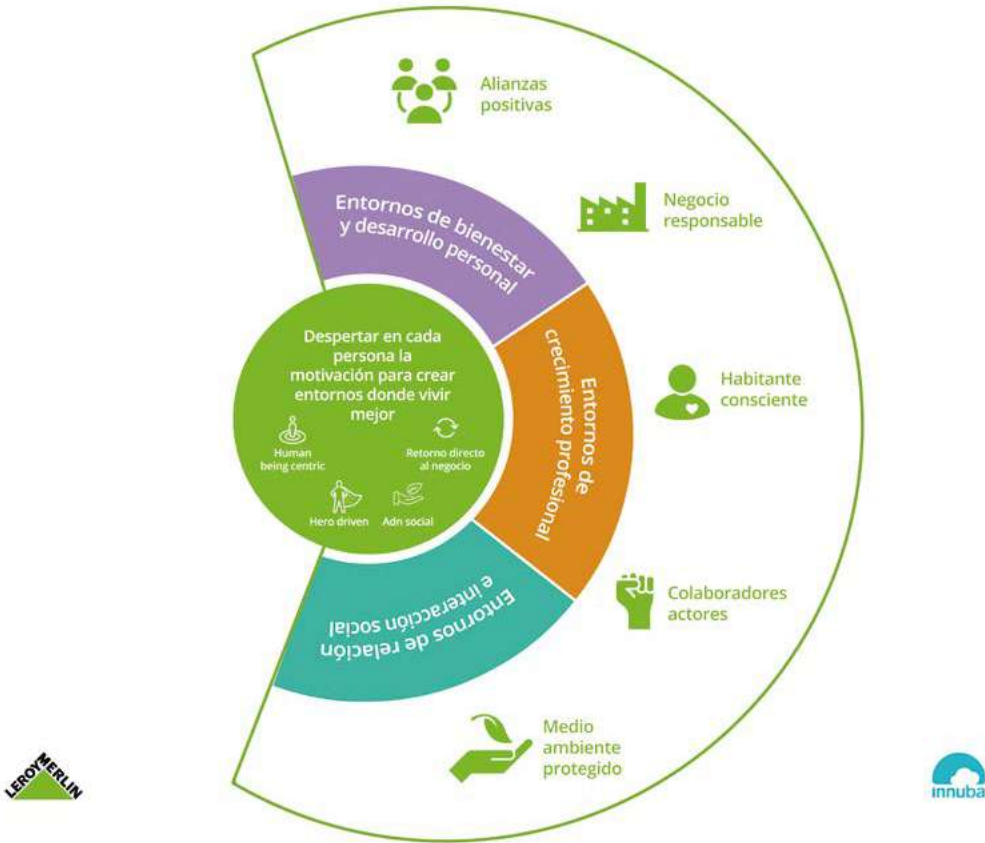 Alianzas
positivas
Negocio
responsable
Habitante
consciente
Colaboradores
actores
Medio
ambiente
protegido
Entornos de bienestar
y desarrollo personal
Entornos de
crecimiento profesional
Entornos de relación
e interacción social
Despertar en cada
persona la
motivación para crear
entornos donde vivir
mejor
Human
being centric
Retorno directo
al negocio
Hero driven
Adn social
LEROY MERLIN
innuba